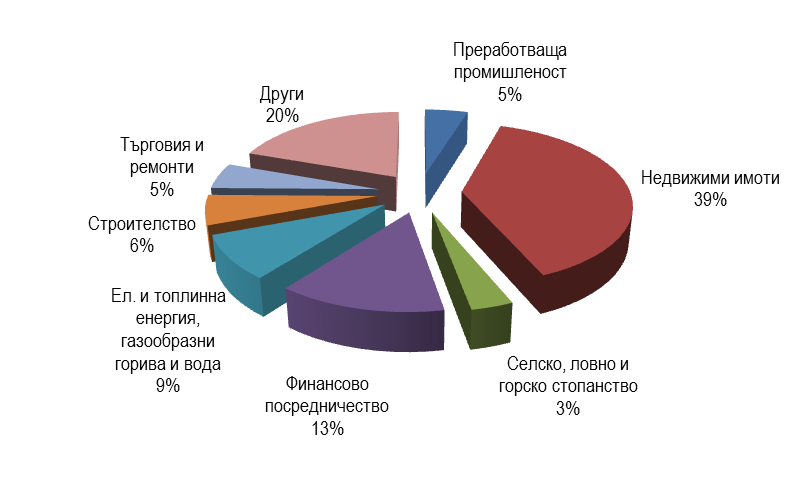 Преработваща
промишленост
5%
Недвижими имоти
39%
Селско, ловно и
горско стопанство
3%
Финансово
посредничество
13%
Ел. и топлинна
енергия,
газообразни
горива и вода
9%
Строителство
6%
Търговия и
ремонти
5%
Други
20%